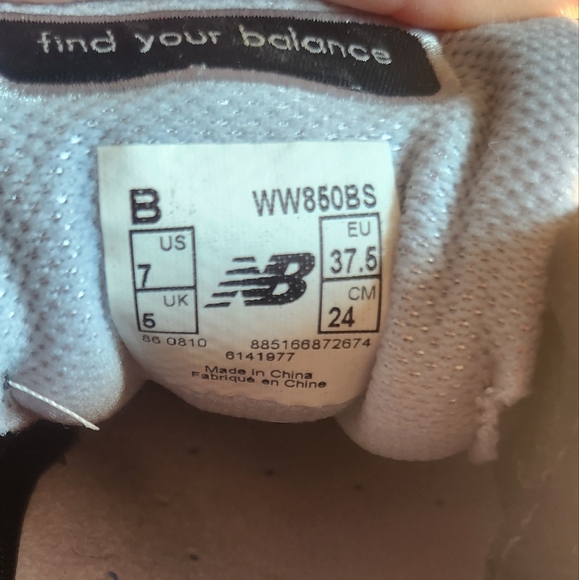 find your balance
B WW850BS
US EU
7 37.5
UK CM
5 24
86 0810 885166872674
6141977
Made in China
Fabriqué en Chine